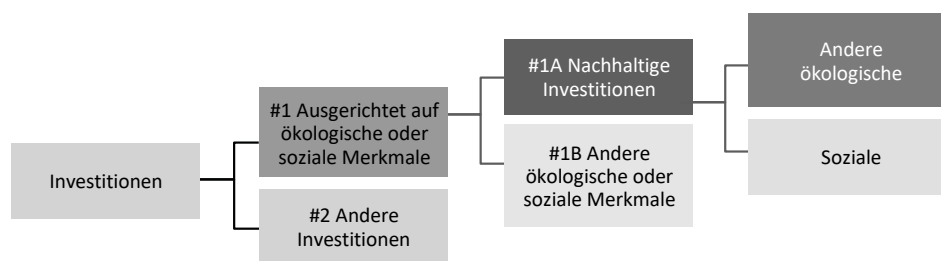 Investitionen
#1 Ausgerichtet auf
ökologische oder
soziale Merkmale
#2 Andere
Investitionen
#1A Nachhaltige
Investitionen
#1B Andere
ökologische oder
soziale Merkmale
Andere
ökologische
Soziale